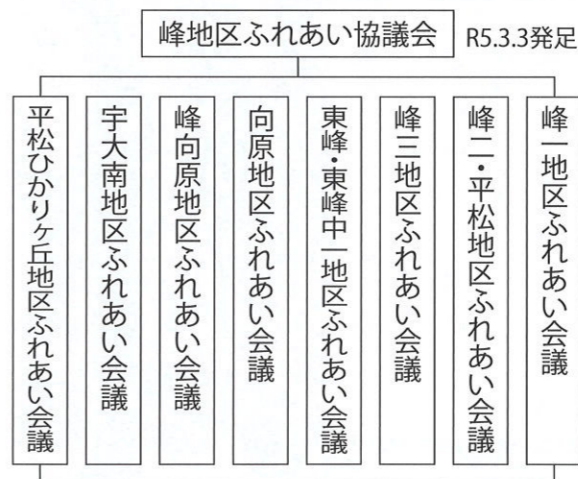 峰地区ふれあい協議会
R5.3.3発足
峰一地区ふれあい会議
峰二・平松地区ふれあい会議
峰三地区ふれあい会議
東峰・東峰中一地区ふれあい会議
向原地区ふれあい会議
峰向原地区ふれあい会議
宇大南地区ふれあい会議
平松ひかりヶ丘地区ふれあい会議